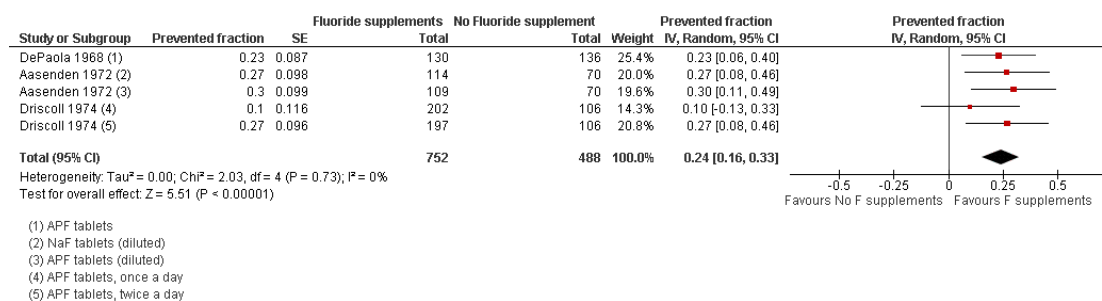 Fluoride supplements No Fluoride supplement Prevented fraction Prevented fraction
Study or Subgroup Prevented fraction SE Total Total Weight IV, Random, 95% CI IV, Random, 95% CI
DePaola 1968 (1) 0.23 0.087 130 136 25.4% 0.23 [0.06, 0.40]
Aasenden 1972 (2) 0.27 0.098 114 70 20.0% 0.27 [0.08, 0.46]
Aasenden 1972 (3) 0.3 0.099 109 70 19.6% 0.30 [0.11, 0.49]
Driscoll 1974 (4) 0.1 0.116 202 106 14.3% 0.10 [-0.13, 0.33]
Driscoll 1974 (5) 0.27 0.096 197 106 20.8% 0.27 [0.08, 0.46]
Total (95% CI) 752 488 100.0% 0.24 [0.16, 0.33]
Heterogeneity: Tau² = 0.00; Chi² = 2.03, df = 4 (P = 0.73); I² = 0%
Test for overall effect: Z = 5.51 (P < 0.00001)
-0.5 -0.25 0 0.25 0.5
Favours No F supplements Favours F supplements
(1) APF tablets
(2) NaF tablets (diluted)
(3) APF tablets (diluted)
(4) APF tablets, once a day
(5) APF tablets, twice a day